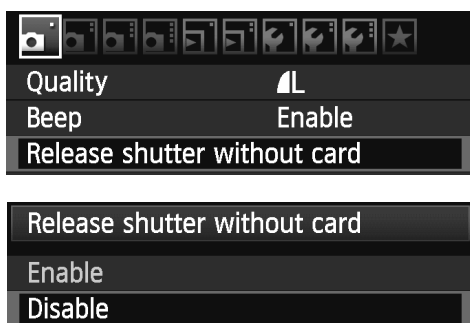 Quality L
Beep Enable
Release shutter without card
Release shutter without card
Enable
Disable